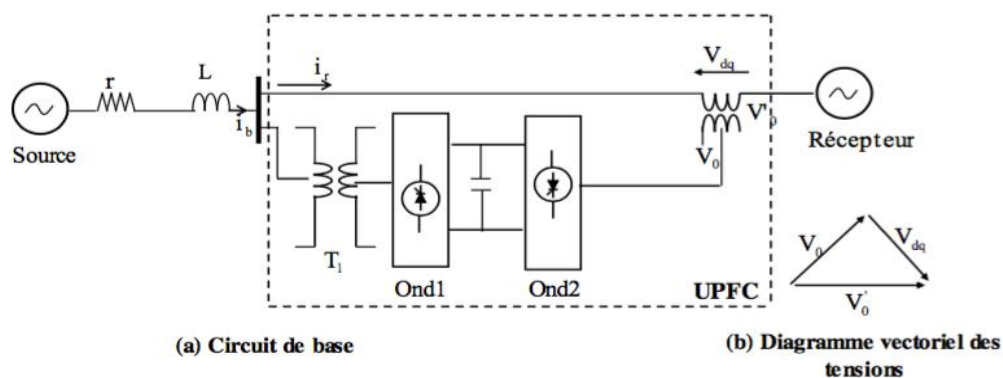 r
L
i_r
V_dq
i_b
V'_0
V_0
Source
Récepteur
T_1
Ond1
Ond2
UPFC
V_0
V_dq
V'_0
(a) Circuit de base
(b) Diagramme vectoriel des
tensions